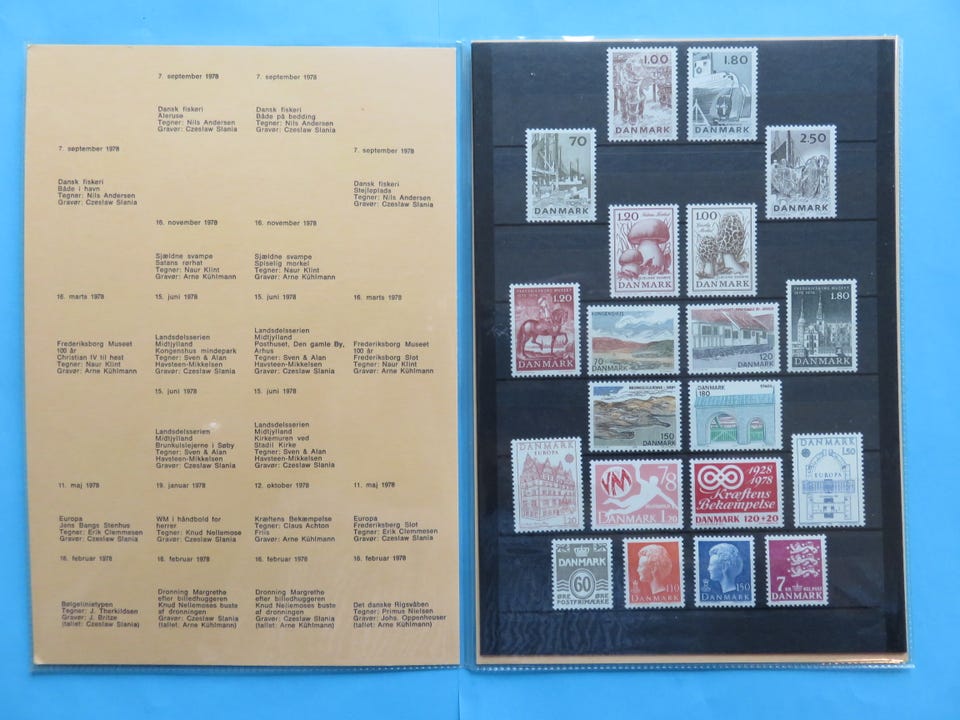 7. september 1978
7. september 1978
Dansk fiskeri
Åleruse
Tegner: Nils Andersen
Gravør: Czeslaw Slania
Dansk fiskeri
Både på bedding
Tegner: Nils Andersen
Gravør: Czeslaw Slania
7. september 1978
7. september 1978
Dansk fiskeri
Både i havn
Tegner: Nils Andersen
Gravør: Czeslaw Slania
Dansk fiskeri
Stejleplads
Tegner: Nils Andersen
Gravør: Czeslaw Slania
16. november 1978
16. november 1978
Sjældne svampe
Satans rørhat
Tegner: Naur Klint
Gravør: Arne Kühlmann
Sjældne svampe
Spiselig morkel
Tegner: Naur Klint
Gravør: Arne Kühlmann
16. marts 1978
15. juni 1978
15. juni 1978
16. marts 1978
Frederiksborg Museet
100 år
Christian IV til hest
Tegner: Naur Klint
Gravør: Arne Kühlmann
Landsdelsserien
Midtjylland
Kongenshus mindepark
Tegner: Sven & Alan
Havsteen-Mikkelsen
Gravør: Czeslaw Slania
Landsdelsserien
Midtjylland
Posthuset, Den gamle By,
Århus
Tegner: Sven & Alan
Havsteen-Mikkelsen
Gravør: Czeslaw Slania
Frederiksborg Museet
100 år
Frederiksborg Slot
Tegner: Naur Klint
Gravør: Arne Kühlmann
15. juni 1978
15. juni 1978
Landsdelsserien
Midtjylland
Brunkulslejerne i Søby
Tegner: Sven & Alan
Havsteen-Mikkelsen
Gravør: Czeslaw Slania
Landsdelsserien
Midtjylland
Kirkemuren ved
Stadil Kirke
Tegner: Sven & Alan
Havsteen-Mikkelsen
Gravør: Czeslaw Slania
11. maj 1978
19. januar 1978
12. oktober 1978
11. maj 1978
Europa
Jens Bangs Stenhus
Tegner: Erik Clemmesen
Gravør: Czeslaw Slania
WM i håndbold for
herrer
Tegner: Knud Nellemose
Gravør: Czeslaw Slania
Kræftens Bekæmpelse
Tegner: Claus Achton
Friis
Gravør: Arne Kühlmann
Europa
Frederiksberg Slot
Tegner: Erik Clemmesen
Gravør: Czeslaw Slania
16. februar 1978
16. februar 1978
16. februar 1978
16. februar 1978
Bølgelinietypen
Tegner: J. Therkildsen
Gravør: J. Britze
(tallet: Czeslaw Slania)
Dronning Margrethe
efter billedhuggeren
Knud Nellemoses buste
af dronningen
Gravør: Czeslaw Slania
(tallet: Arne Kühlmann)
Dronning Margrethe
efter billedhuggeren
Knud Nellemoses buste
af dronningen
Gravør: Czeslaw Slania
(tallet: Arne Kühlmann)
Det danske Rigsvåben
Tegner: Primus Nielsen
Gravør: Johs. Oppenheuser
(tallet: Arne Kühlmann)
1.00
DANMARK
1.80
DANMARK
70
DANMARK
2.50
DANMARK
1.20
DANMARK
1.00
DANMARK
FREDERIKSBORG MUSEET
1.20
DANMARK
KONGENSHUS
70
DANMARK
120
DANMARK
FREDERIKSBORG MUSEET
1.80
DANMARK
150
DANMARK
DANMARK
180
DANMARK
EUROPA
1.20
VM
78
DANMARK 1.20
1928
1978
Kræftens
Bekæmpelse
DANMARK 120+20
DANMARK
EUROPA
1.50
DANMARK
60
ØRE ØRE
POSTFRIMÆRKE
110
DANMARK
150
DANMARK
7 KR
DANMARK